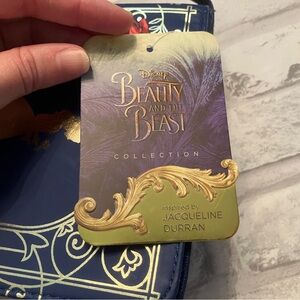 Disney
BEAUTY
AND THE
BEAST
COLLECTION
inspired by
JACQUELINE
DURRAN